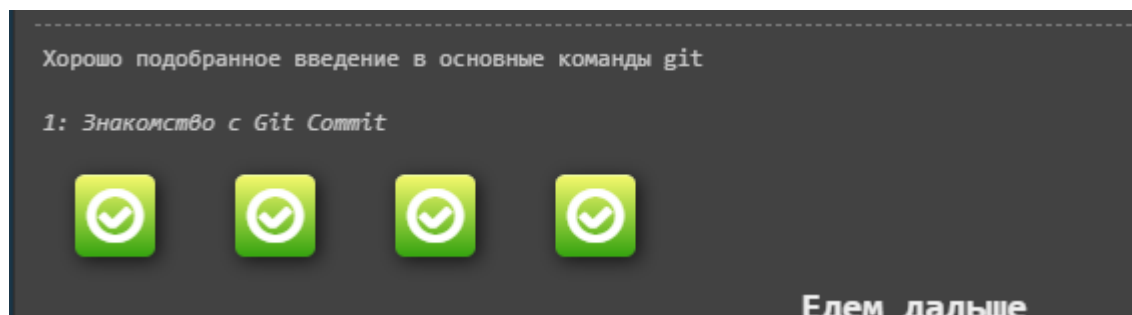 Хорошо подобранное введение в основные команды git
1: Знакомство с Git Commit
Едем дальше